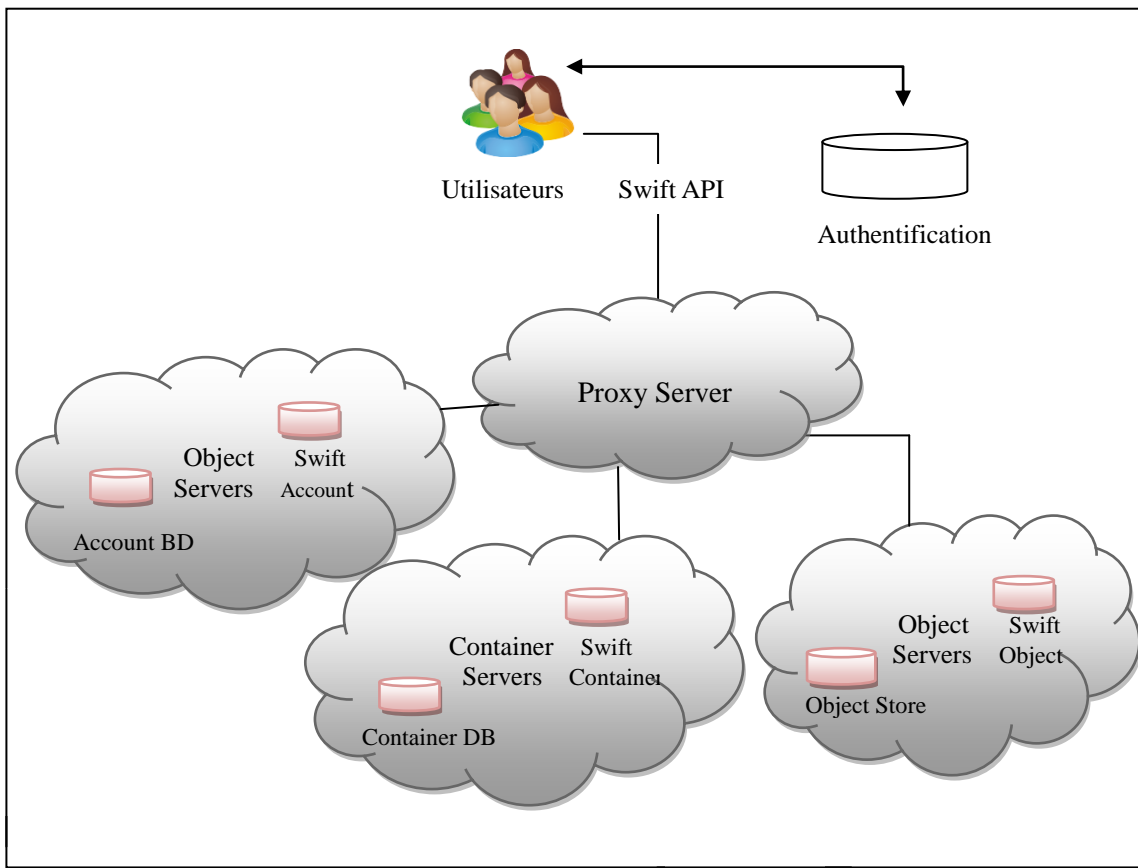 Utilisateurs
Swift API
Authentification
Proxy Server
Object
Servers
Swift
Account
Account BD
Container
Servers
Swift
Container
Container DB
Object
Servers
Swift
Object
Object Store